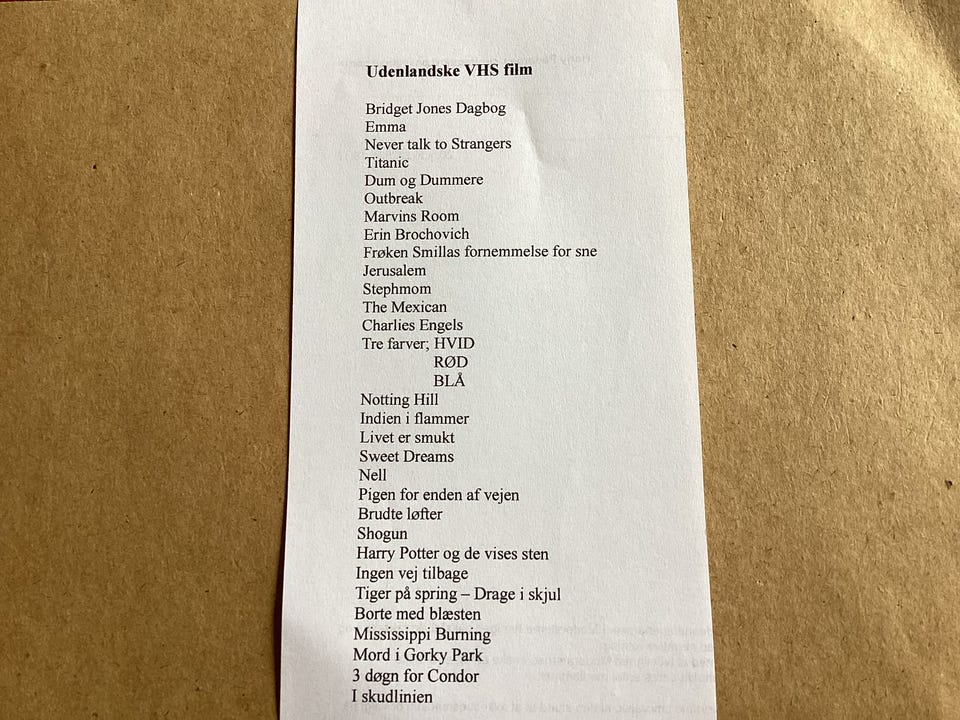 Udenlandske VHS film
Bridget Jones Dagbog
Emma
Never talk to Strangers
Titanic
Dum og Dummere
Outbreak
Marvins Room
Erin Brochovich
Frøken Smillas fornemmelse for sne
Jerusalem
Stephmom
The Mexican
Charlies Engels
Tre farver; HVID
RØD
BLÅ
Notting Hill
Indien i flammer
Livet er smukt
Sweet Dreams
Nell
Pigen for enden af vejen
Brudte løfter
Shogun
Harry Potter og de vises sten
Ingen vej tilbage
Tiger på spring – Drage i skjul
Borte med blæsten
Mississippi Burning
Mord i Gorky Park
3 døgn for Condor
I skudlinien